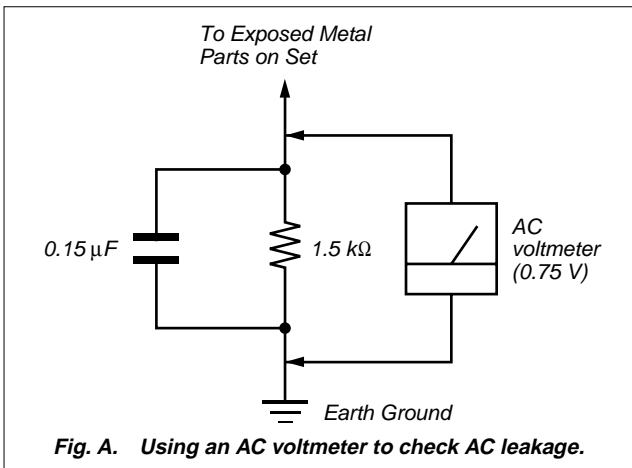 To Exposed Metal
Parts on Set
0.15 µF
1.5 kΩ
AC
voltmeter
(0.75 V)
Earth Ground
Fig. A. Using an AC voltmeter to check AC leakage.